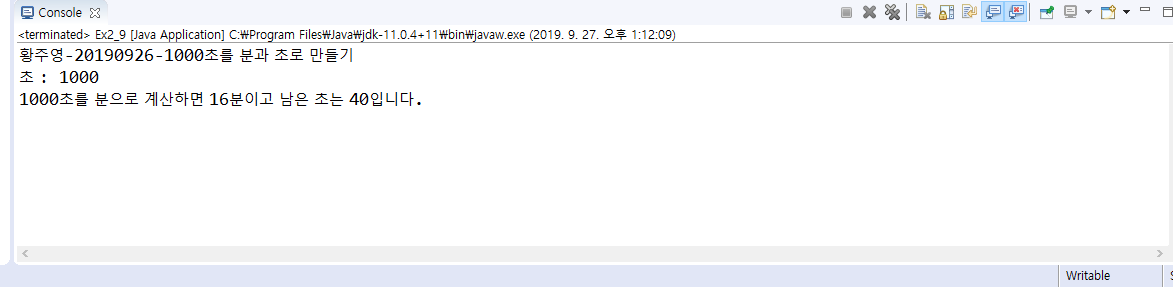 Console
<terminated> Ex2_9 [Java Application] C:₩Program Files₩Java₩jdk-11.0.4+11₩bin₩javaw.exe (2019. 9. 27. 오후 1:12:09)
황주영-20190926-1000초를 분과 초로 만들기
초 : 1000
1000초를 분으로 계산하면 16분이고 남은 초는 40입니다.
Writable